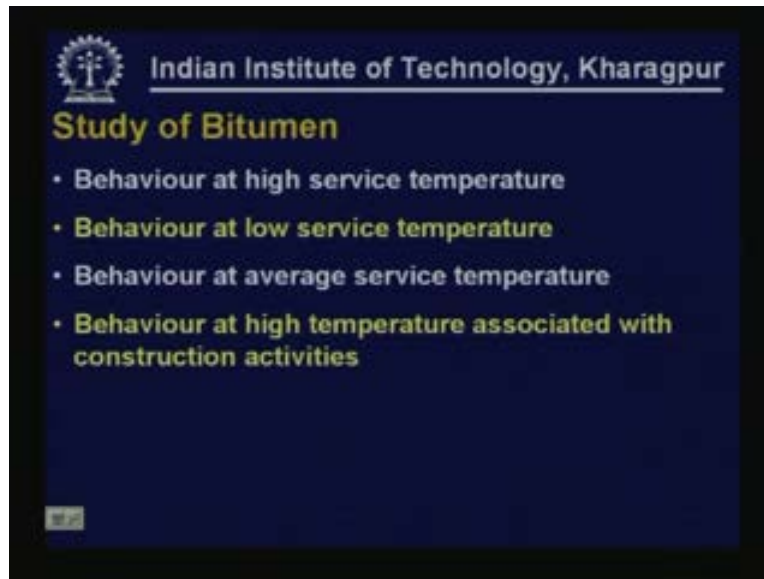 Indian Institute of Technology, Kharagpur
Study of Bitumen
• Behaviour at high service temperature
• Behaviour at low service temperature
• Behaviour at average service temperature
• Behaviour at high temperature associated with
construction activities